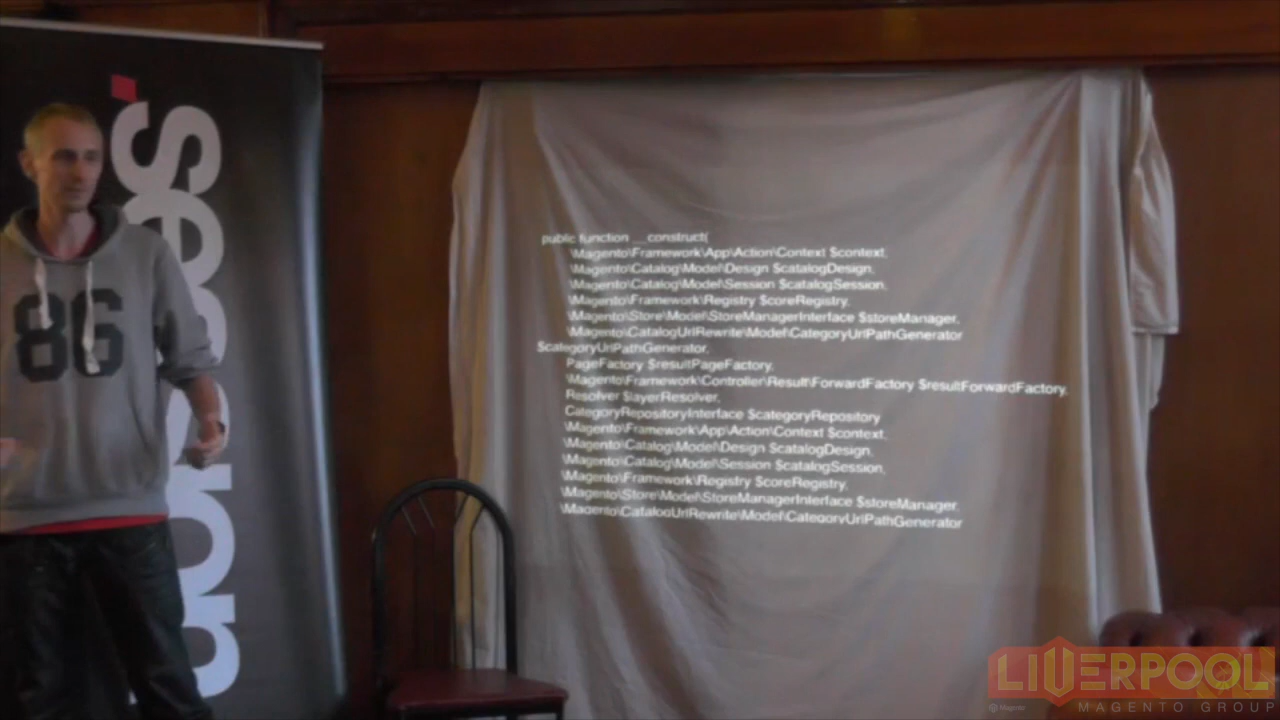 public function __construct(
\Magento\Framework\App\Action\Context $context,
\Magento\Catalog\Model\Design $catalogDesign,
\Magento\Catalog\Model\Session $catalogSession,
\Magento\Framework\Registry $coreRegistry,
\Magento\Store\Model\StoreManagerInterface $storeManager,
\Magento\CatalogUrlRewrite\Model\CategoryUrlPathGenerator
$categoryUrlPathGenerator,
PageFactory $resultPageFactory,
\Magento\Framework\Controller\Result\ForwardFactory $resultForwardFactory,
Resolver $layerResolver,
CategoryRepositoryInterface $categoryRepository
\Magento\Framework\App\Action\Context $context,
\Magento\Catalog\Model\Design $catalogDesign,
\Magento\Catalog\Model\Session $catalogSession,
\Magento\Framework\Registry $coreRegistry,
\Magento\Store\Model\StoreManagerInterface $storeManager,
\Magento\CatalogUrlRewrite\Model\CategoryUrlPathGenerator
86
LIVERPOOL
Magento
MAGENTO GROUP